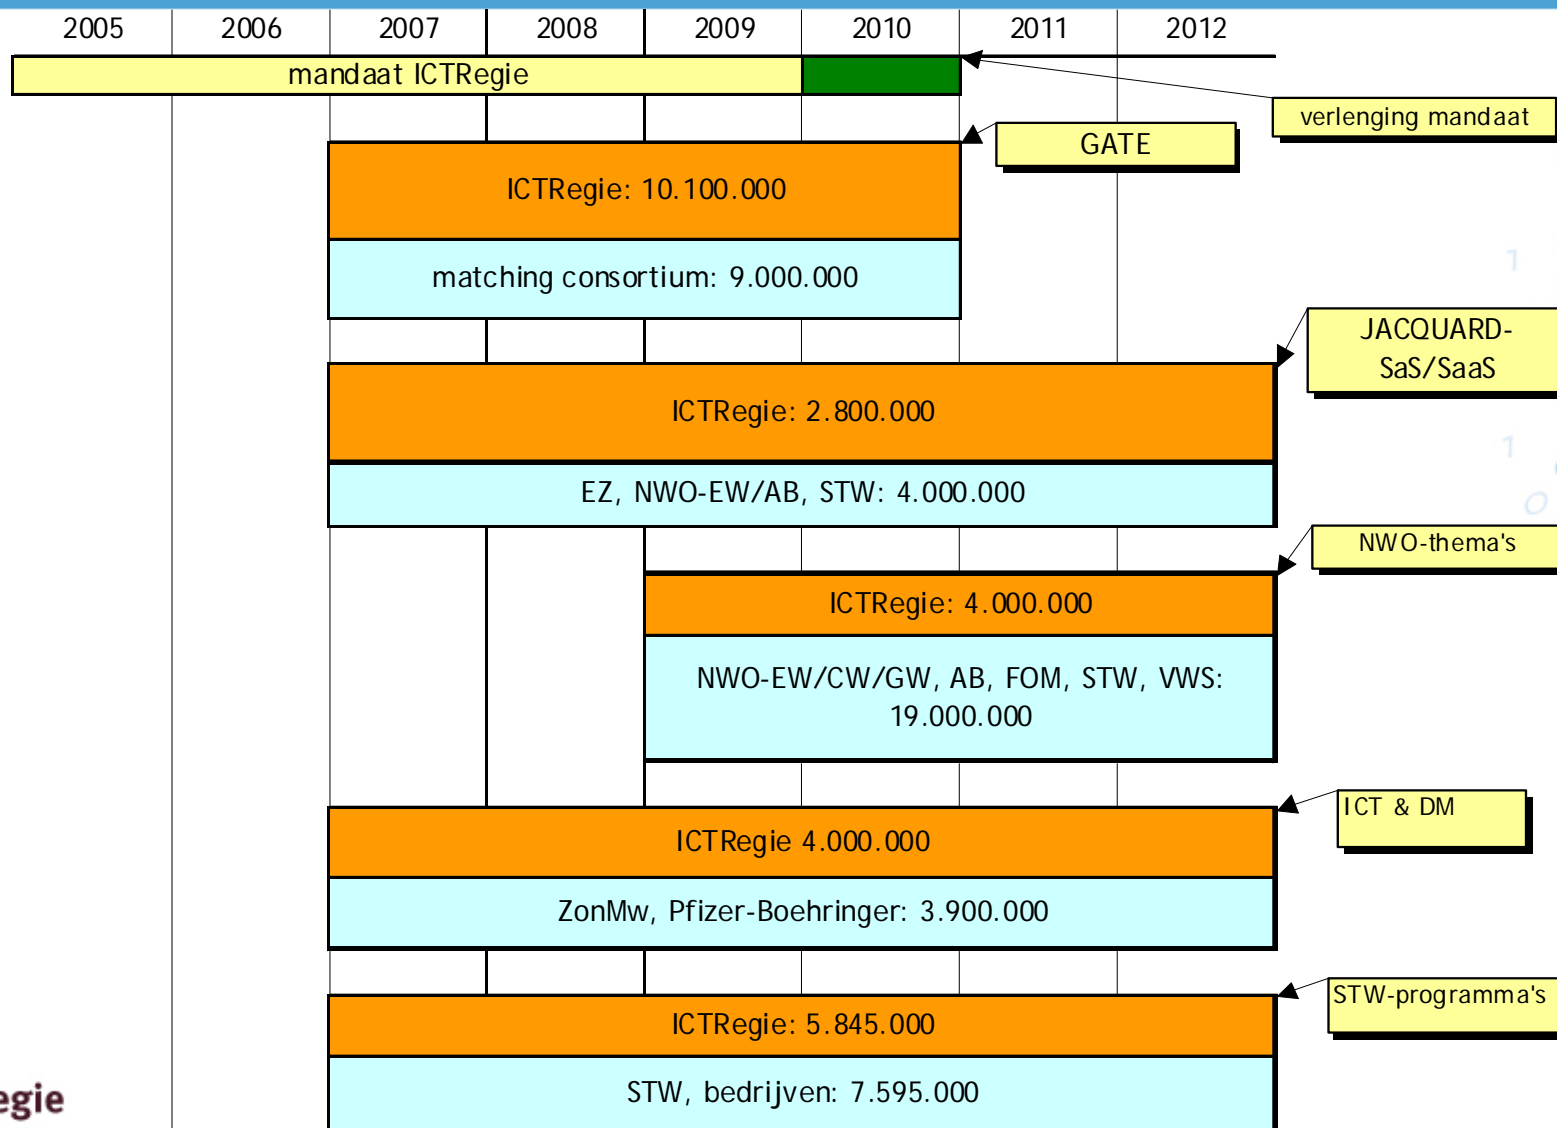 2005 2006 2007 2008 2009 2010 2011 2012
mandaat ICTRegie
verlenging mandaat
GATE
ICTRegie: 10.100.000
matching consortium: 9.000.000
JACQUARD-
SaS/SaaS
ICTRegie: 2.800.000
EZ, NWO-EW/AB, STW: 4.000.000
NWO-thema's
ICTRegie: 4.000.000
NWO-EW/CW/GW, AB, FOM, STW, VWS:
19.000.000
ICT & DM
ICTRegie 4.000.000
ZonMw, Pfizer-Boehringer: 3.900.000
STW-programma's
ICTRegie: 5.845.000
STW, bedrijven: 7.595.000
egie
1
1
0